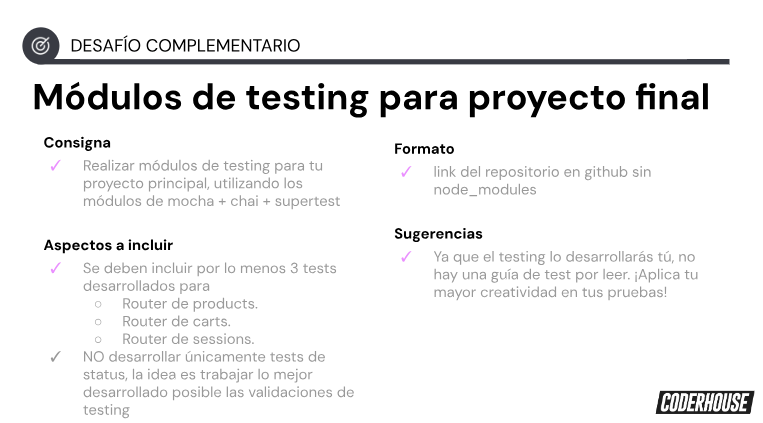 DESAFÍO COMPLEMENTARIO
Módulos de testing para proyecto final
Consigna
✓ Realizar módulos de testing para tu
proyecto principal, utilizando los
módulos de mocha + chai + supertest
Aspectos a incluir
✓ Se deben incluir por lo menos 3 tests
desarrollados para
○ Router de products.
○ Router de carts.
○ Router de sessions.
✓ NO desarrollar únicamente tests de
status, la idea es trabajar lo mejor
desarrollado posible las validaciones de
testing
Formato
✓ link del repositorio en github sin
node_modules
Sugerencias
✓ Ya que el testing lo desarrollarás tú, no
hay una guía de test por leer. ¡Aplica tu
mayor creatividad en tus pruebas!
CODERHOUSE